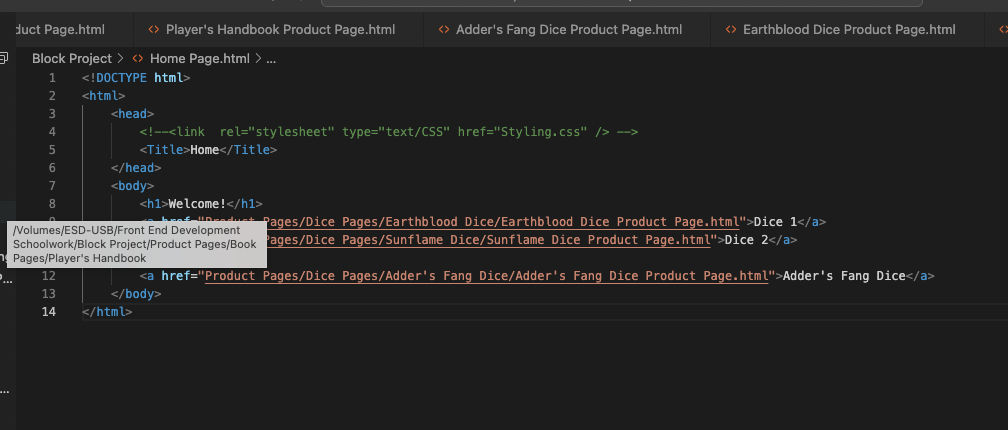 duct Page.html <> Player's Handbook Product Page.html <> Adder's Fang Dice Product Page.html <> Earthblood Dice Product Page.html <>
Block Project > <> Home Page.html > ...
1 <!DOCTYPE html>
2 <html>
3 <head>
4 <!--<link  rel="stylesheet" type="text/CSS" href="Styling.css" /> -->
5 <Title>Home</Title>
6 </head>
7 <body>
8 <h1>Welcome!</h1>
9 <a href="Product Pages/Dice Pages/Earthblood Dice/Earthblood Dice Product Page.html">Dice 1</a>
Pages/Dice Pages/Sunflame Dice/Sunflame Dice Product Page.html">Dice 2</a>
/Volumes/ESD-USB/Front End Development
Schoolwork/Block Project/Product Pages/Book
Pages/Player's Handbook
12 <a href="Product Pages/Dice Pages/Adder's Fang Dice/Adder's Fang Dice Product Page.html">Adder's Fang Dice</a>
13 </body>
14 </html>